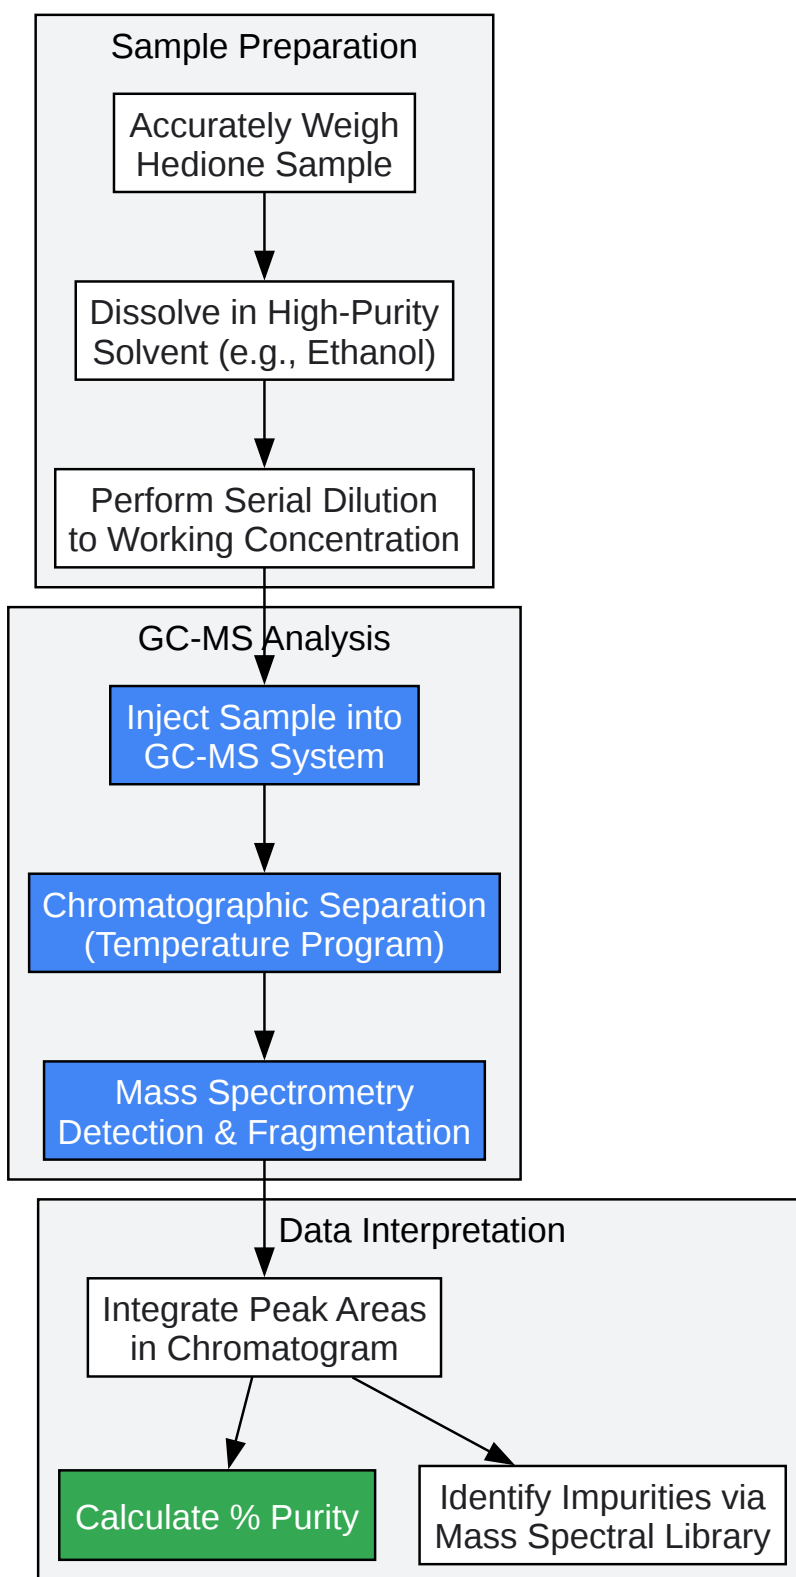 Sample Preparation
Accurately Weigh
Hedione Sample
Dissolve in High-Purity
Solvent (e.g., Ethanol)
Perform Serial Dilution
to Working Concentration
GC-MS Analysis
Inject Sample into
GC-MS System
Chromatographic Separation
(Temperature Program)
Mass Spectrometry
Detection & Fragmentation
Data Interpretation
Integrate Peak Areas
in Chromatogram
Calculate % Purity
Identify Impurities via
Mass Spectral Library